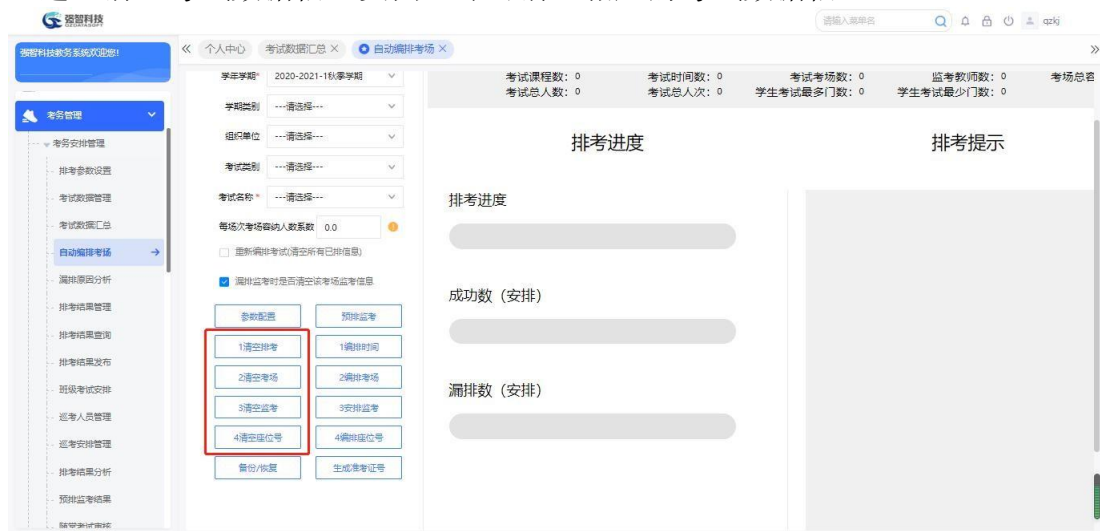 强智科技
请输入菜单名
qzkj
强智科技教务系统欢迎您!
个人中心
考试数据汇总
自动编排考场
考务管理
考务安排管理
排考参数设置
考试数据管理
考试数据汇总
自动编排考场
漏排原因分析
排考结果管理
排考结果查询
排考结果发布
班级考试安排
巡考人员管理
巡考安排管理
排考结果分析
预排监考结果
学年学期* 2020-2021-1秋季学期
学期类别 ---请选择---
组织单位 ---请选择---
考试类别 ---请选择---
考试名称* ---请选择---
每场次考场容纳人数系数 0.0
重新编排考试(清空所有已排信息)
漏排监考时是否清空该考场监考信息
参数配置 预排监考
1清空排考 1编排时间
2清空考场 2编排考场
3清空监考 3安排监考
4清空座位号 4编排座位号
备份/恢复 生成准考证号
考试课程数: 0 考试时间数: 0 考试考场数: 0 监考教师数: 0 考场总容
考试总人数: 0 考试总人次: 0 学生考试最多门数: 0 学生考试最少门数: 0
排考进度
排考提示
排考进度
成功数（安排）
漏排数（安排）